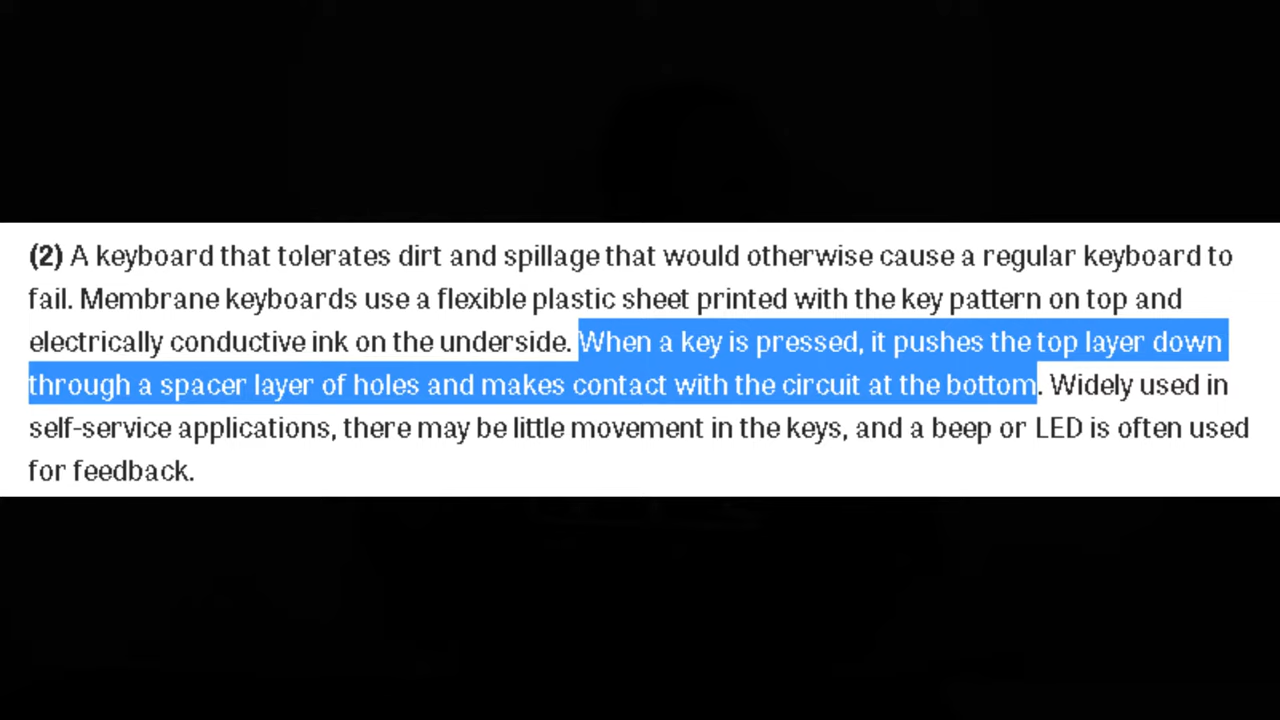 (2) A keyboard that tolerates dirt and spillage that would otherwise cause a regular keyboard to
fail. Membrane keyboards use a flexible plastic sheet printed with the key pattern on top and
electrically conductive ink on the underside. When a key is pressed, it pushes the top layer down
through a spacer layer of holes and makes contact with the circuit at the bottom. Widely used in
self-service applications, there may be little movement in the keys, and a beep or LED is often used
for feedback.